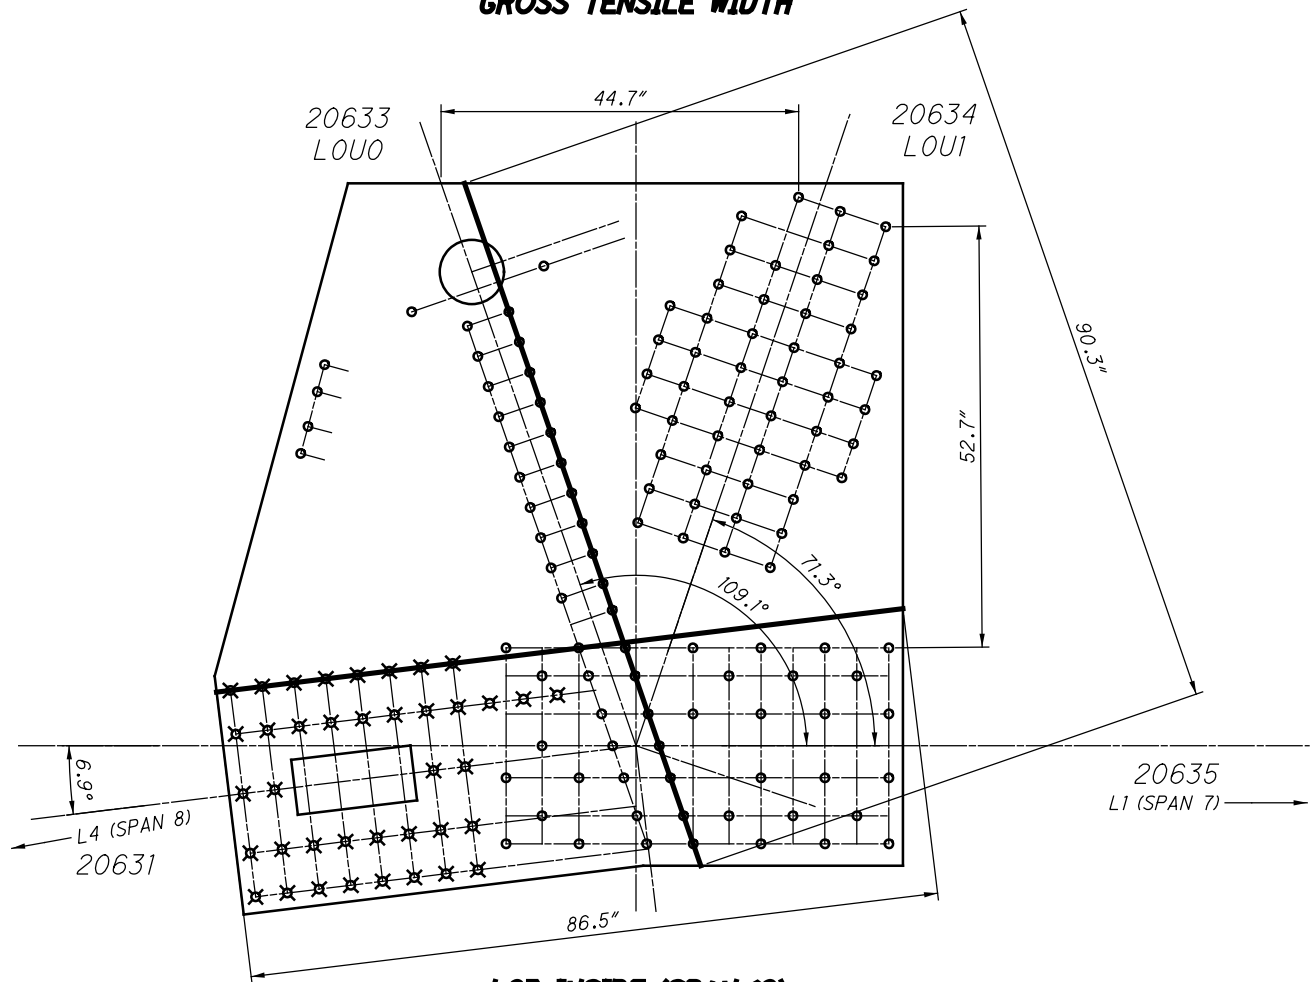 GROSS TENSILE WIDTH
44.7"
20633
L0U0
20634
L0U1
90.3"
52.7"
71.3°
109.1°
6.9°
20635
L1 (SPAN 7)
L4 (SPAN 8)
20631
86.5"